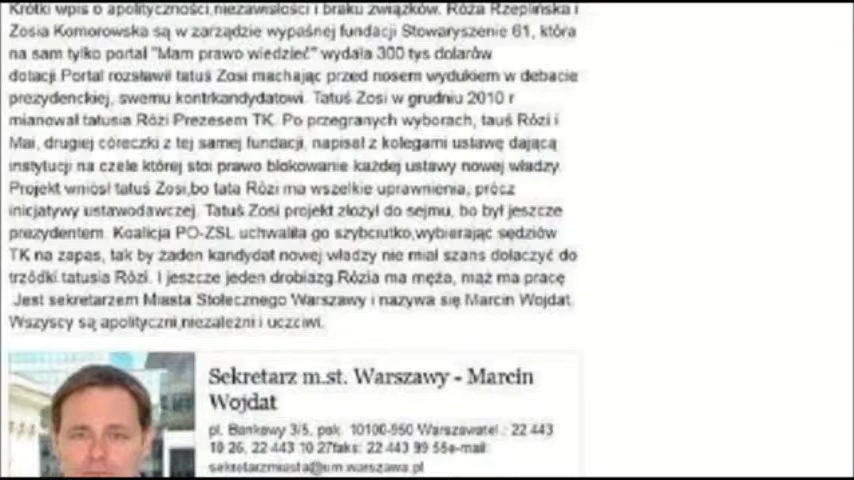 Krótki wpis o apolityczności,niezawisłości i braku związków. Róża Rzeplińska i
Zosia Komorowska są w zarządzie wypaśnej fundacji Stowarzyszenie 61, która
na sam tylko portal "Mam prawo wiedzieć" wydała 300 tys dolarów
dotacji.Portal rozsławił tatuś Zosi machając przed nosem wydukiem w debacie
prezydenckiej, swemu kontrkandydatowi. Tatuś Zosi w grudniu 2010 r
mianował tatusia Rózi Prezesem TK. Po przegranych wyborach, tauś Rózi i
Mai, drugiej córeczki z tej samej fundacji, napisał z kolegami ustawę dającą
instytucji na czele której stoi prawo blokowanie każdej ustawy nowej władzy.
Projekt wniósł tatuś Zosi,bo tata Rózi ma wszelkie uprawnienia, prócz
inicjatywy ustawodawczej. Tatuś Zosi projekt złożył do sejmu, bo był jeszcze
prezydentem. Koalicja PO-ZSL uchwaliła go szybciutko,wybierając sędziów
TK na zapas, tak by żaden kandydat nowej władzy nie miał szans dołaczyć do
trzódki tatusia Rózi. I jeszcze jeden drobiazg.Rózia ma męża, mąż ma pracę
Jest sekretarzem Miasta Stołecznego Warszawy i nazywa się Marcin Wojdat.
Wszyscy są apolityczni,niezależni i uczciwi.
Sekretarz m.st. Warszawy - Marcin
Wojdat
pl. Bankowy 3/5, pok. 10100-950 Warszawatel.: 22 443
10 26, 22 443 10 27faks: 22 443 99 55e-mail:
sekretarzmiasta@um.warszawa.pl